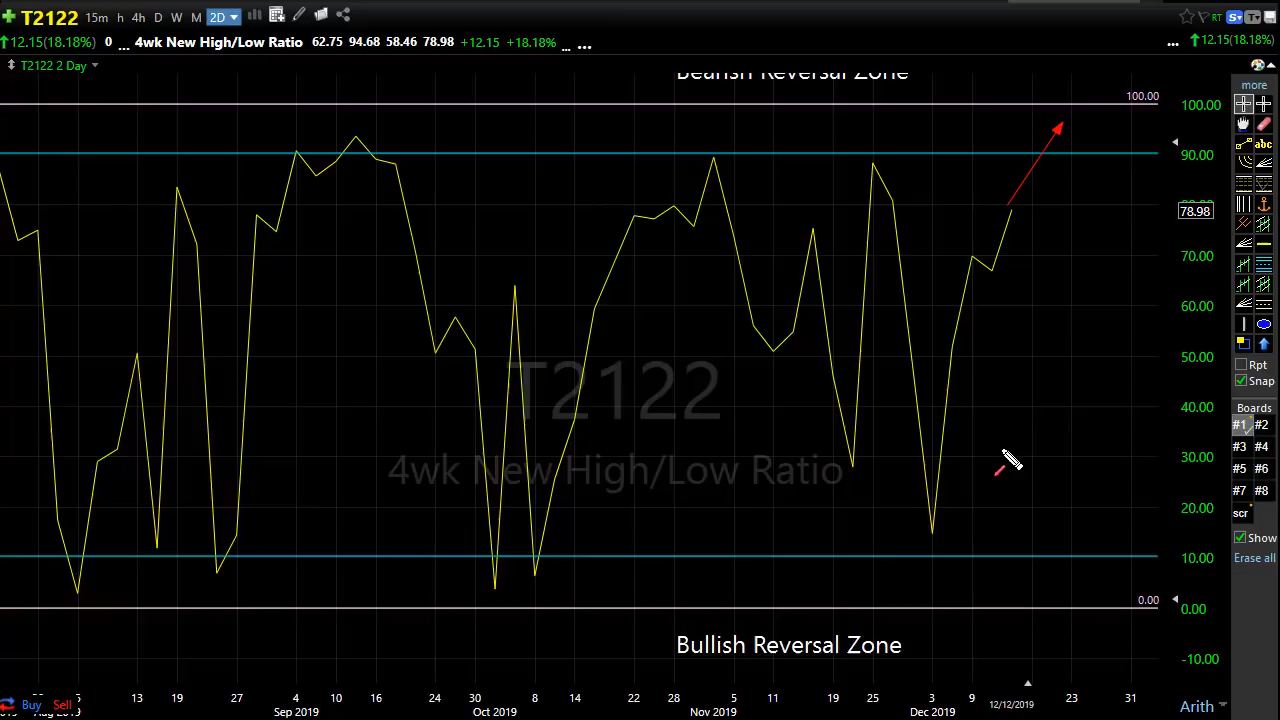 T2122 15m h 4h D W M 2D RT S T
12.15(18.18%) 0 ... 4wk New High/Low Ratio 62.75 94.68 58.46 78.98 +12.15 +18.18% ... ... ... 12.15(18.18%)
T2122 2 Day
Bearish Reversal Zone
more
100.00
100.00
abc
90.00
78.98
70.00
60.00
50.00
Rpt
Snap
T2122
40.00
Boards
#1 #2
#3 #4
30.00
4wk New High/Low Ratio
#5 #6
#7 #8
20.00
scr
Show
10.00
Erase all
0.00
0.00
Bullish Reversal Zone
-10.00
13 19 27 4 10 16 24 30 8 14 22 28 5 11 19 25 3 9 23 31
Buy Sell
12/12/2019
Sep 2019 Oct 2019 Nov 2019 Dec 2019
Arith